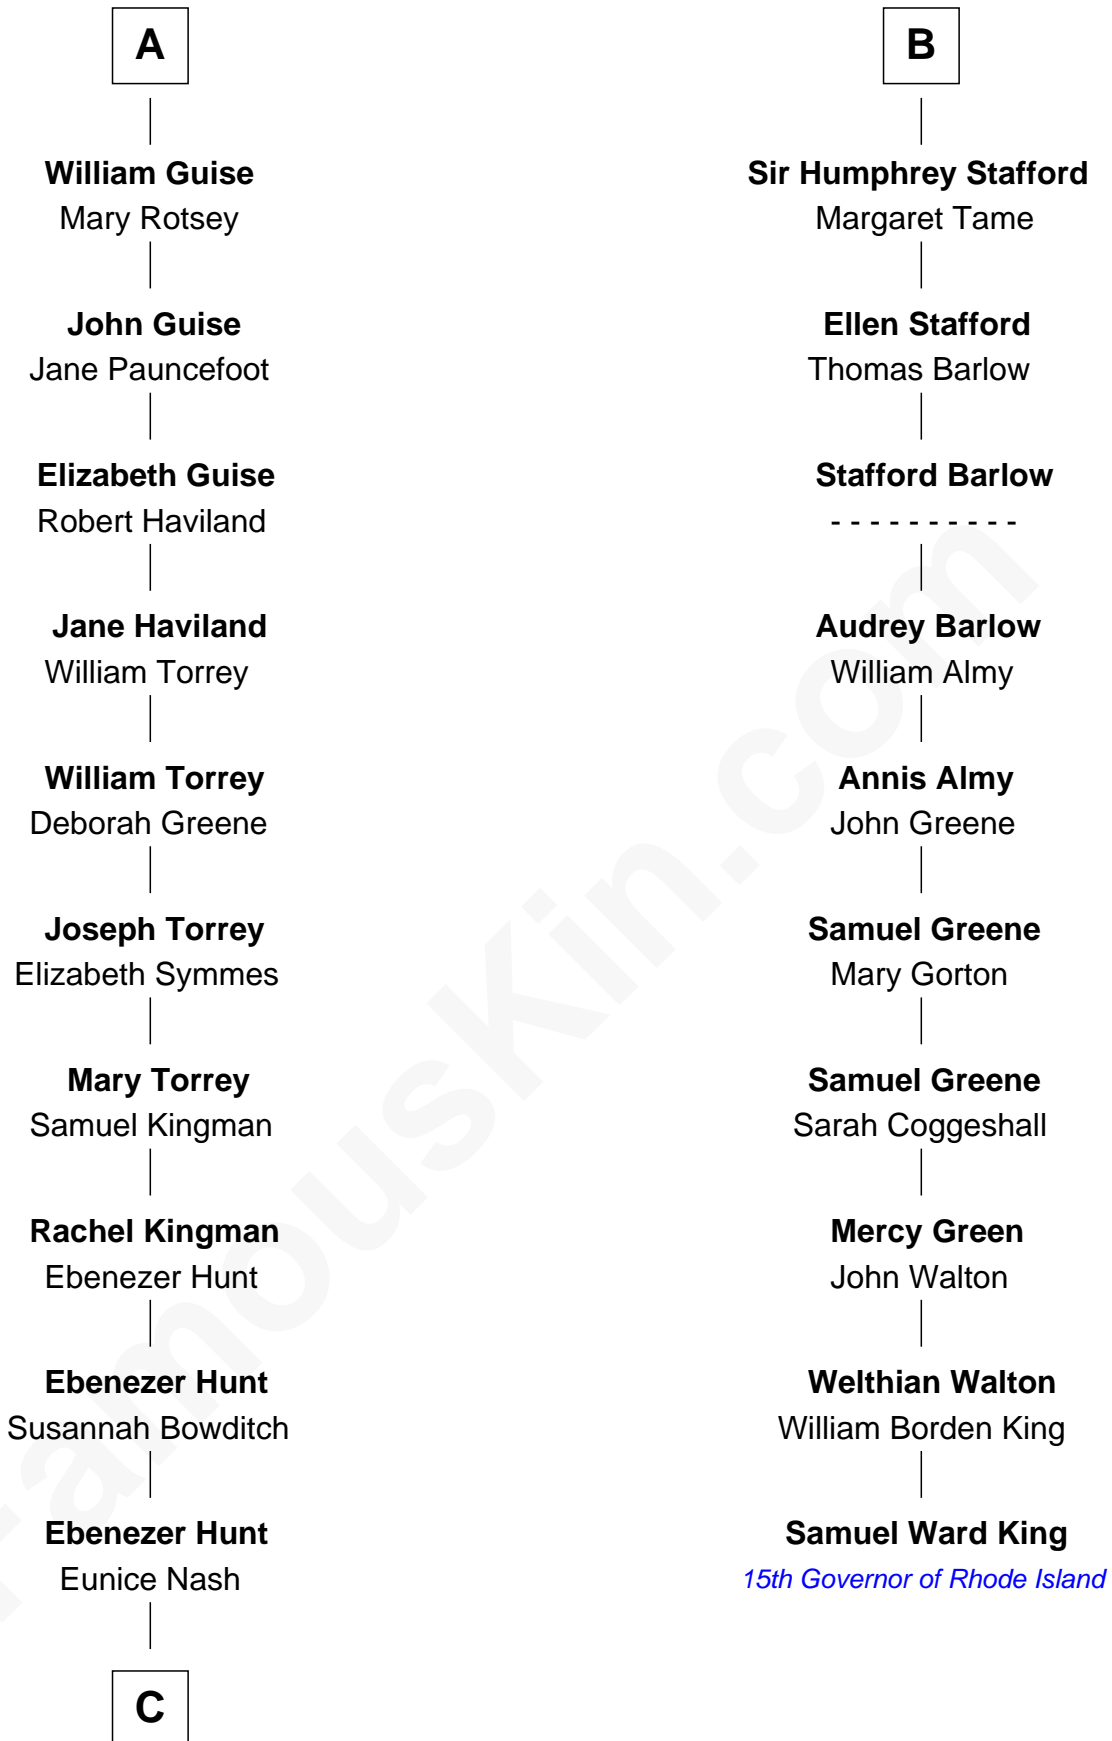 A
William Guise
Mary Rotsey
John Guise
Jane Pauncefoot
Elizabeth Guise
Robert Haviland
Jane Haviland
William Torrey
William Torrey
Deborah Greene
Joseph Torrey
Elizabeth Symmes
Mary Torrey
Samuel Kingman
Rachel Kingman
Ebenezer Hunt
Ebenezer Hunt
Susannah Bowditch
Ebenezer Hunt
Eunice Nash
C
B
Sir Humphrey Stafford
Margaret Tame
Ellen Stafford
Thomas Barlow
Stafford Barlow
- - - - - - - - - -
Audrey Barlow
William Almy
Annis Almy
John Greene
Samuel Greene
Mary Gorton
Samuel Greene
Sarah Coggeshall
Mercy Green
John Walton
Welthian Walton
William Borden King
Samuel Ward King
15th Governor of Rhode Island
FamousKin.com